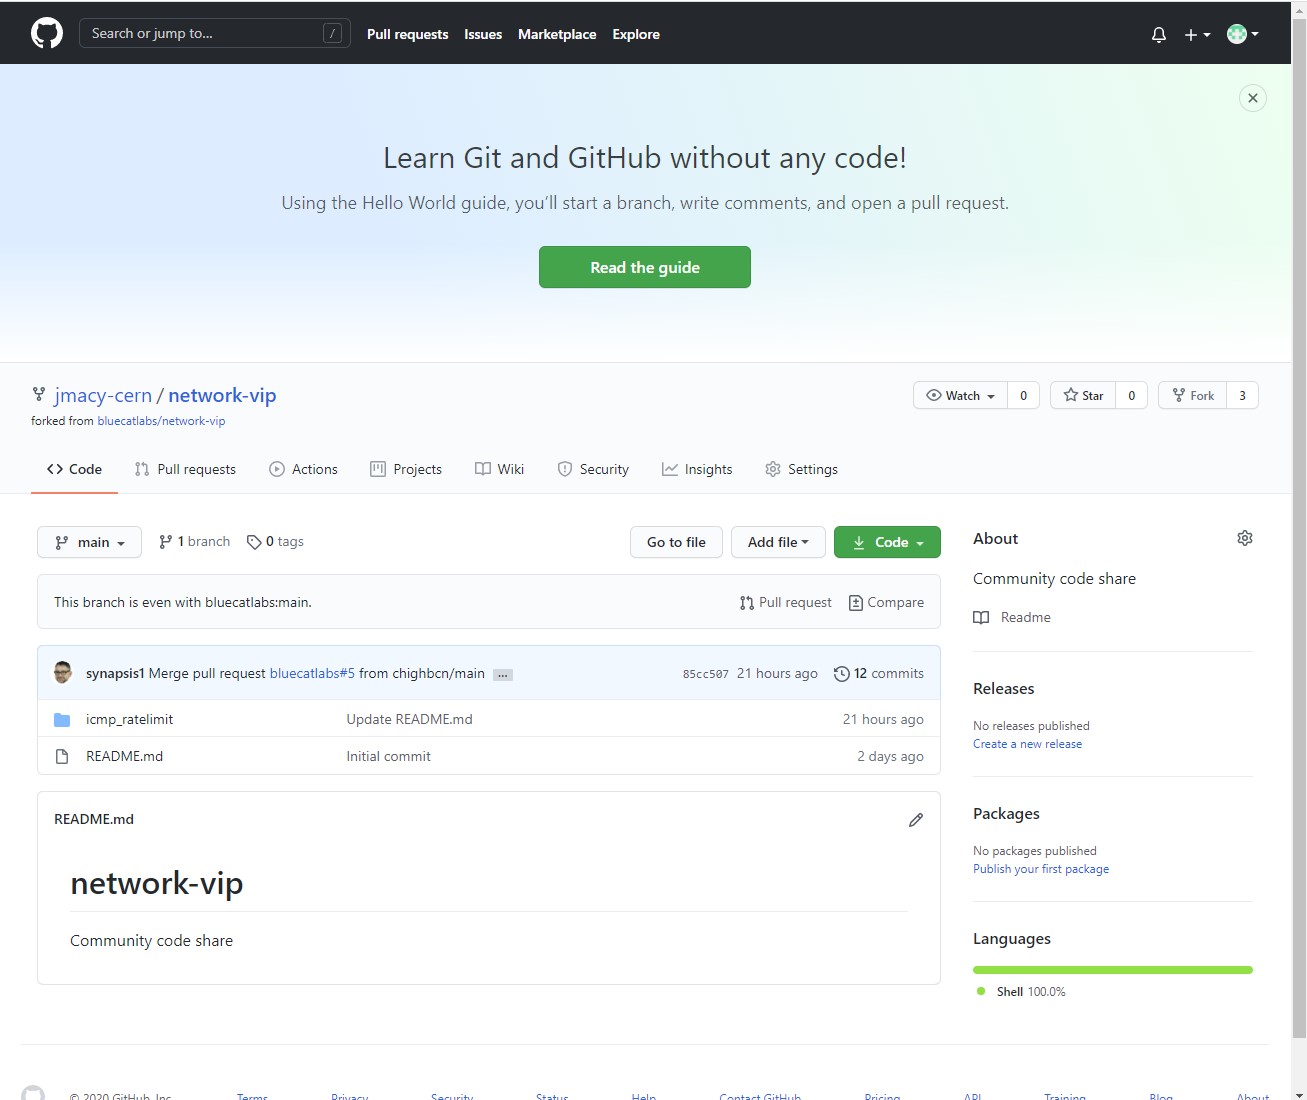 Search or jump to... / Pull requests Issues Marketplace Explore
Learn Git and GitHub without any code!
Using the Hello World guide, you’ll start a branch, write comments, and open a pull request.
Read the guide
jmacy-cern / network-vip
forked from bluecatlabs/network-vip
Watch 0 Star 0 Fork 3
Code Pull requests Actions Projects Wiki Security Insights Settings
main 1 branch 0 tags Go to file Add file Code
This branch is even with bluecatlabs:main. Pull request Compare
synapsis1 Merge pull request bluecatlabs#5 from chighbcn/main ... 85cc507 21 hours ago 12 commits
icmp_ratelimit Update README.md 21 hours ago
README.md Initial commit 2 days ago
README.md
network-vip
Community code share
About
Community code share
Readme
Releases
No releases published
Create a new release
Packages
No packages published
Publish your first package
Languages
Shell 100.0%
© 2020 GitHub, Inc. Terms Privacy Security Status Help Contact GitHub Pricing API Training Blog About